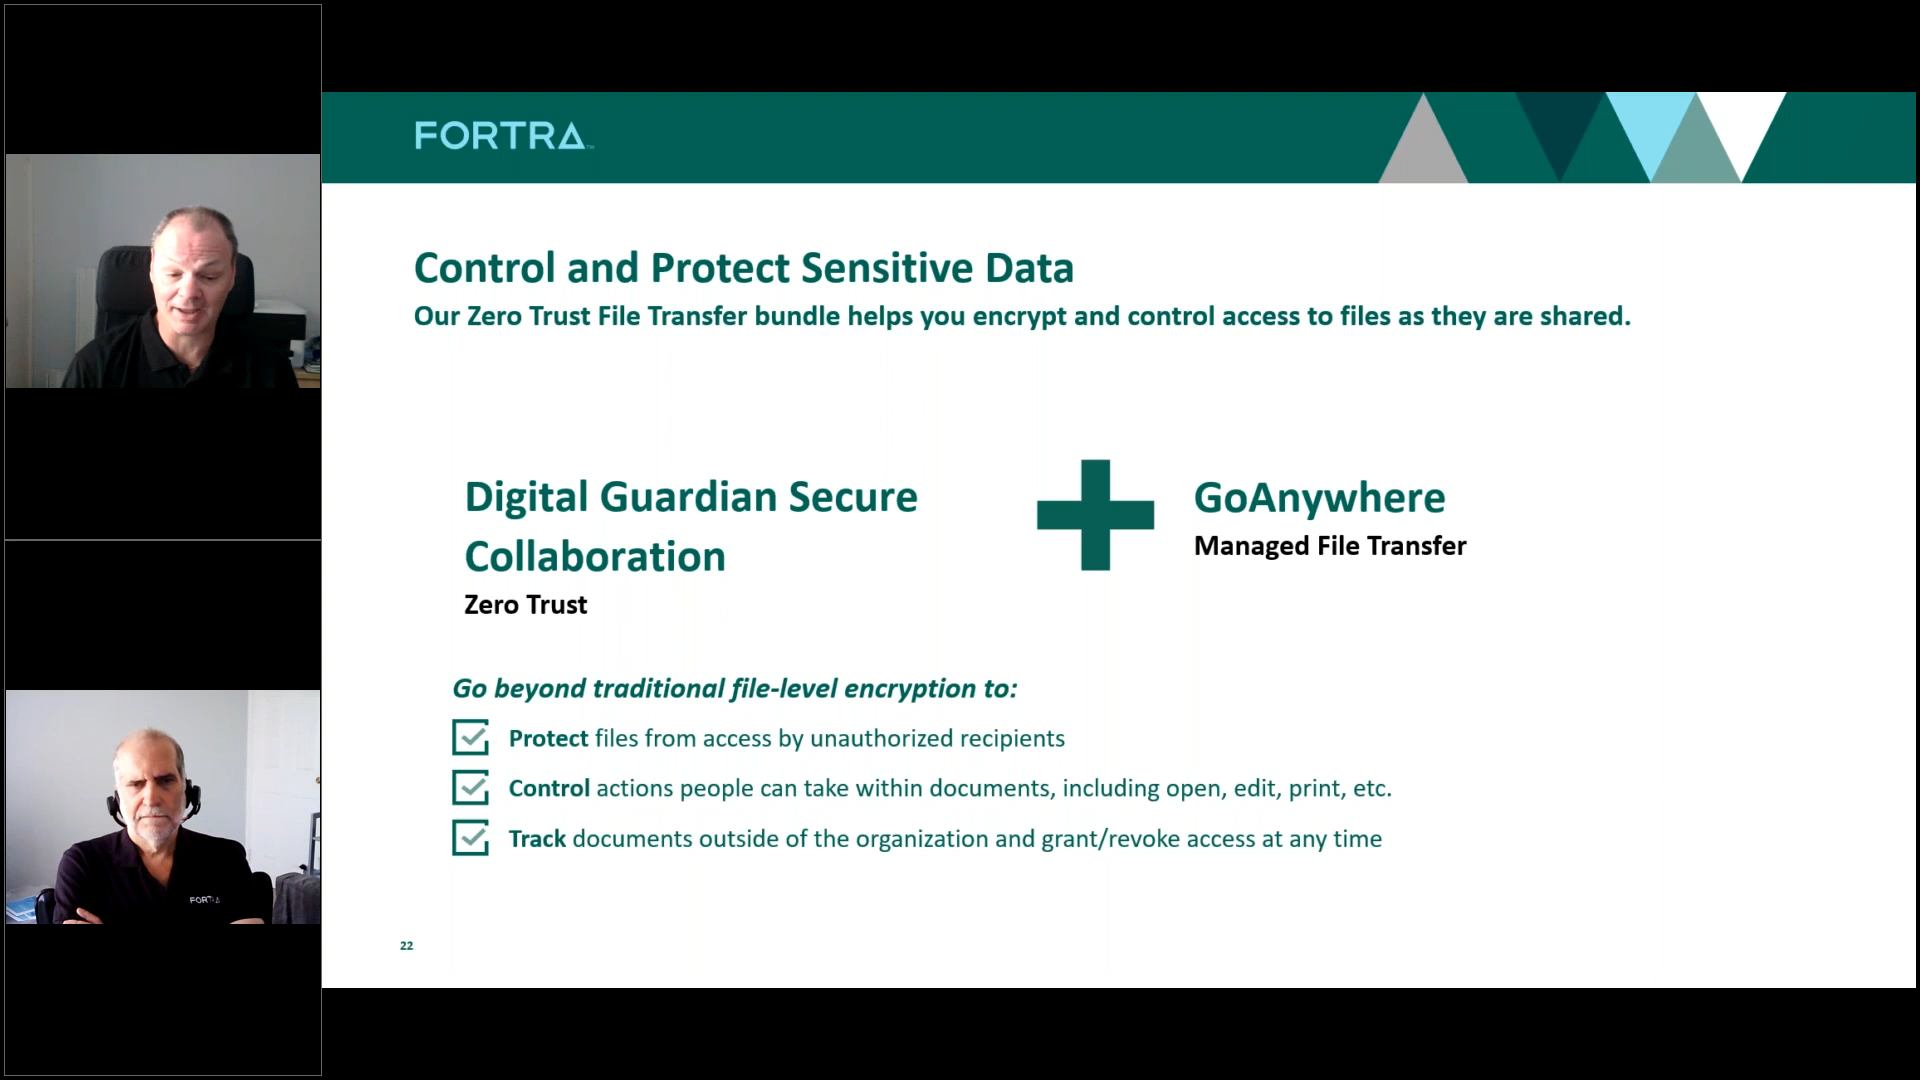 FORTRA™
Control and Protect Sensitive Data
Our Zero Trust File Transfer bundle helps you encrypt and control access to files as they are shared.
Digital Guardian Secure
Collaboration
Zero Trust
GoAnywhere
Managed File Transfer
Go beyond traditional file-level encryption to:
Protect files from access by unauthorized recipients
Control actions people can take within documents, including open, edit, print, etc.
Track documents outside of the organization and grant/revoke access at any time
22
FORTRA